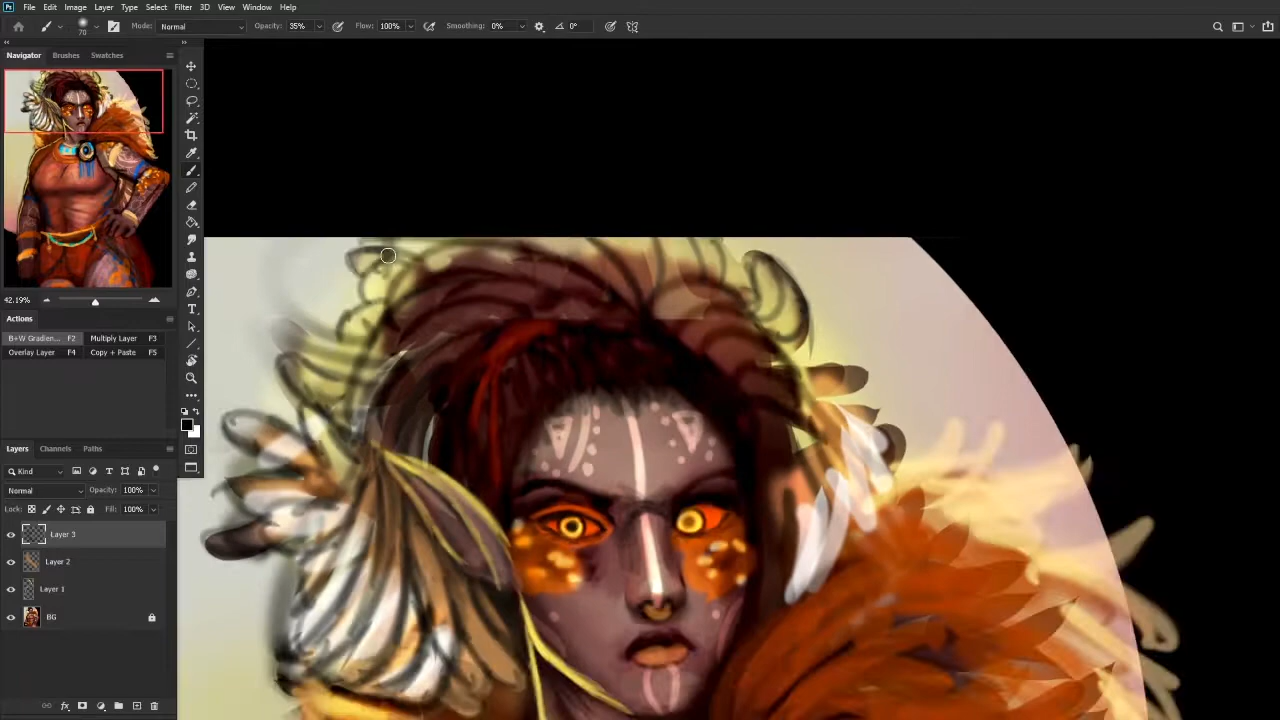 File Edit Image Layer Type Select Filter 3D View Window Help
70 Mode: Normal Opacity: 35% Flow: 100% Smoothing: 0% 0°
Navigator Brushes Swatches
42.19%
Actions
B+W Gradien... F2 Multiply Layer F3
Overlay Layer F4 Copy + Paste F5
Layers Channels Paths
Kind
Normal Opacity: 100%
Lock: Fill: 100%
Layer 3
Layer 2
Layer 1
BG